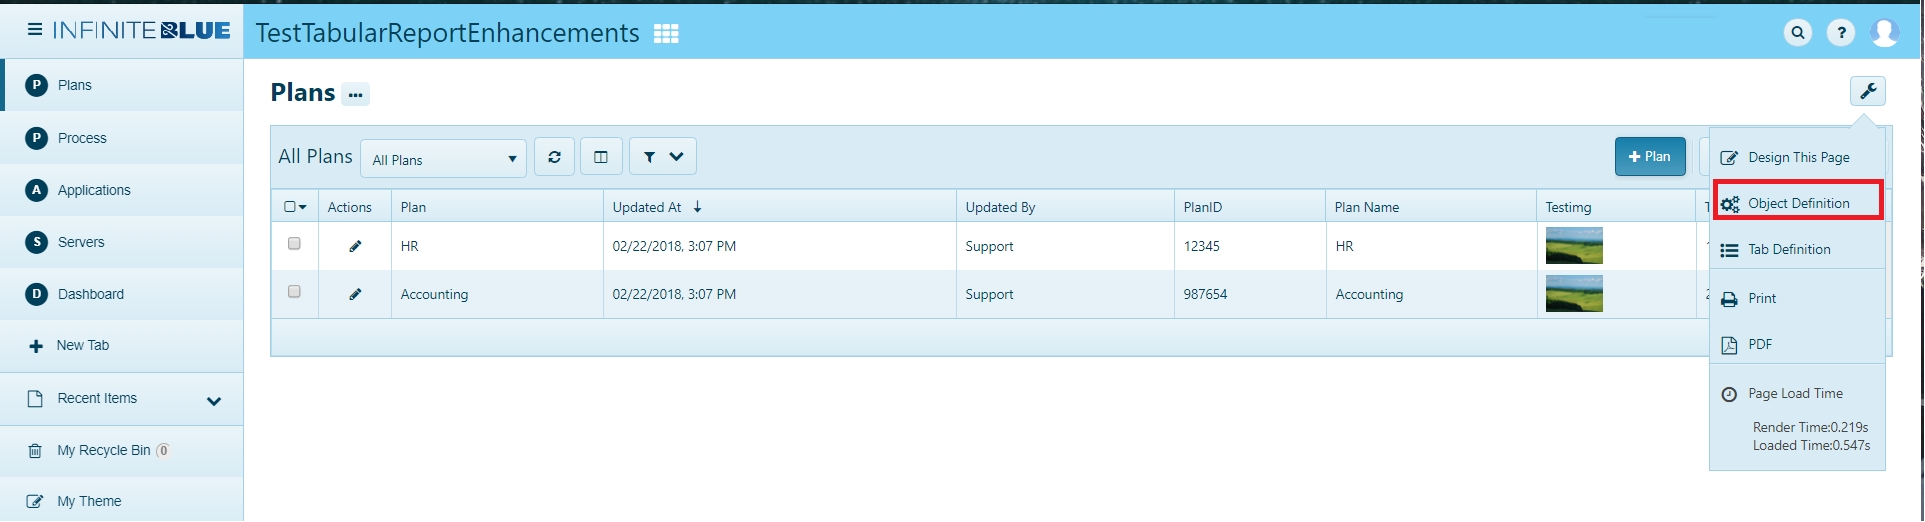 INFINITEBLUE
TestTabularReportEnhancements
?
P Plans
P Process
A Applications
S Servers
D Dashboard
New Tab
Recent Items
My Recycle Bin 0
My Theme
Plans
All Plans All Plans
+ Plan
Actions Plan Updated At Updated By PlanID Plan Name Testimg
HR 02/22/2018, 3:07 PM Support 12345 HR
Accounting 02/22/2018, 3:07 PM Support 987654 Accounting
Design This Page
Object Definition
Tab Definition
Print
PDF
Page Load Time
Render Time:0.219s
Loaded Time:0.547s